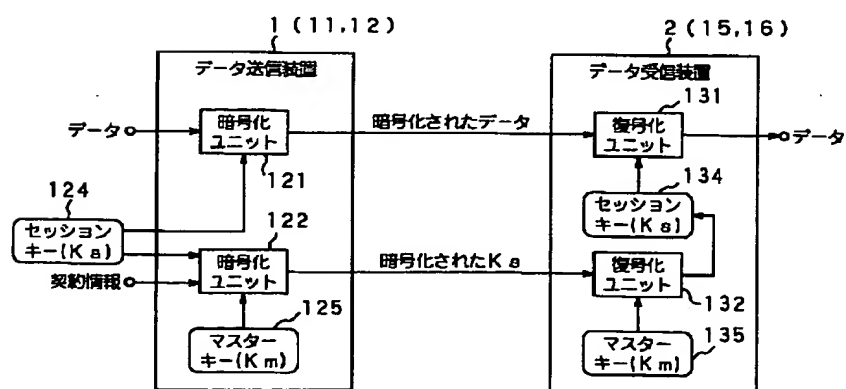 1 (11,12)
2 (15,16)
データ送信装置
データ受信装置
131
データ
暗号化
ユニット
暗号化されたデータ
復号化
ユニット
データ
121
134
124
セッション
キー(Ks)
122
セッション
キー(Ks)
契約情報
暗号化
ユニット
暗号化されたKs
復号化
ユニット
132
125
135
マスター
キー(Km)
マスター
キー(Km)